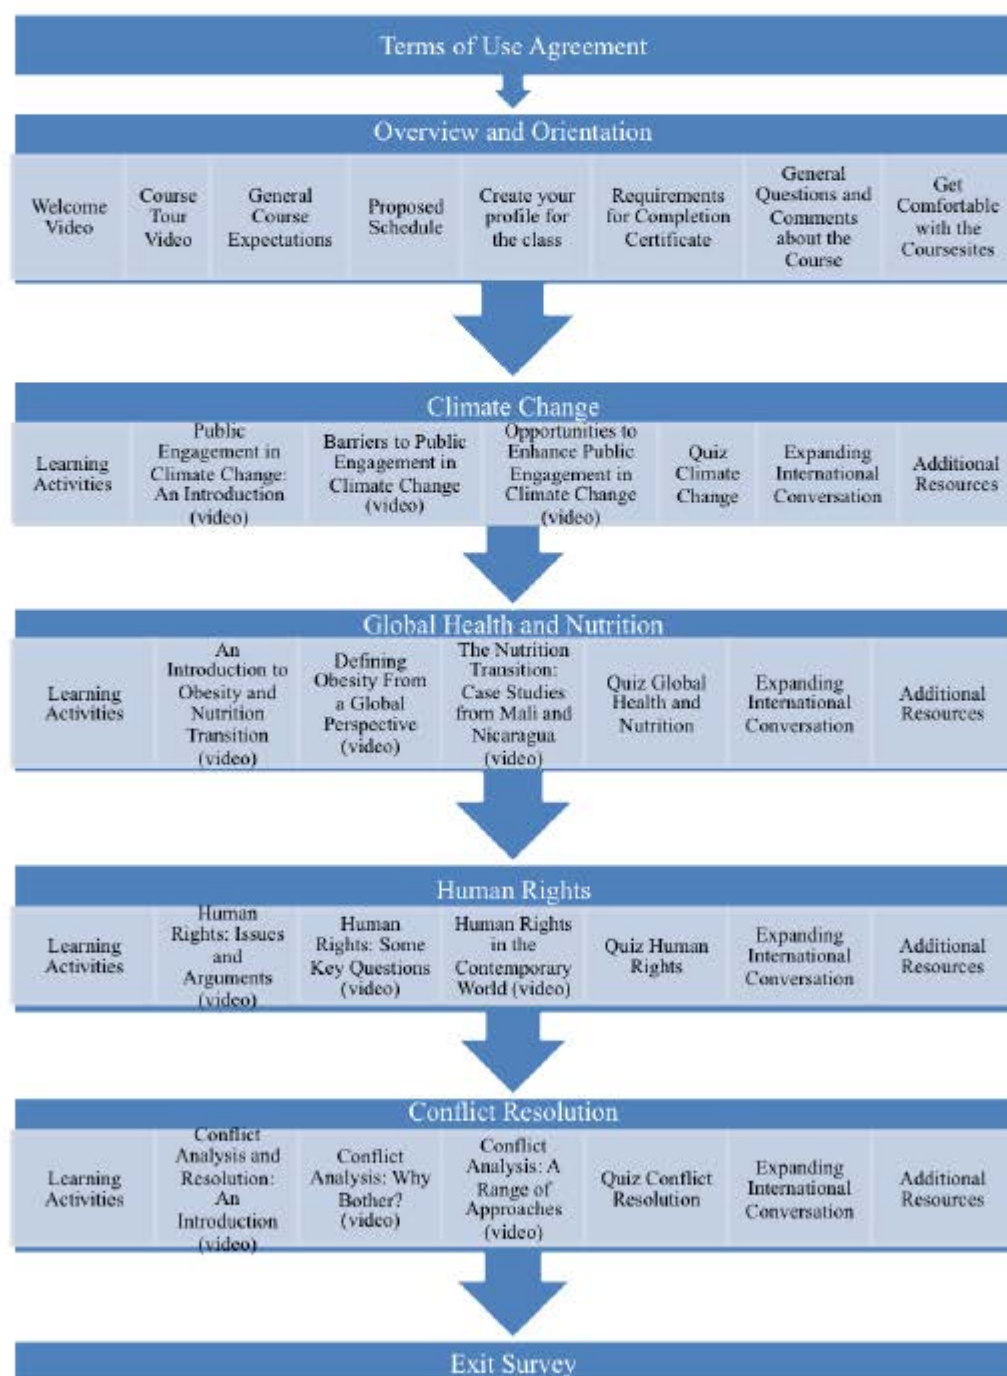 Terms of Use Agreement
Overview and Orientation
Welcome
Video
Course
Tour
Video
General
Course
Expectations
Proposed
Schedule
Create your
profile for
the class
Requirements
for Completion
Certificate
General
Questions and
Comments
about the
Course
Get
Comfortable
with the
Coursesites
Climate Change
Learning
Activities
Public
Engagement in
Climate Change:
An Introduction
(video)
Barriers to Public
Engagement in
Climate Change
(video)
Opportunities to
Enhance Public
Engagement in
Climate Change
(video)
Quiz
Climate
Change
Expanding
International
Conversation
Additional
Resources
Global Health and Nutrition
Learning
Activities
An
Introduction to
Obesity and
Nutrition
Transition
(video)
Defining
Obesity From
a Global
Perspective
(video)
The Nutrition
Transition:
Case Studies
from Mali and
Nicaragua
(video)
Quiz Global
Health and
Nutrition
Expanding
International
Conversation
Additional
Resources
Human Rights
Learning
Activities
Human
Rights: Issues
and
Arguments
(video)
Human
Rights: Some
Key Questions
(video)
Human Rights
in the
Contemporary
World (video)
Quiz Human
Rights
Expanding
International
Conversation
Additional
Resources
Conflict Resolution
Learning
Activities
Conflict
Analysis and
Resolution:
An
Introduction
(video)
Conflict
Analysis: Why
Bother?
(video)
Conflict
Analysis: A
Range of
Approaches
(video)
Quiz Conflict
Resolution
Expanding
International
Conversation
Additional
Resources
Exit Survey